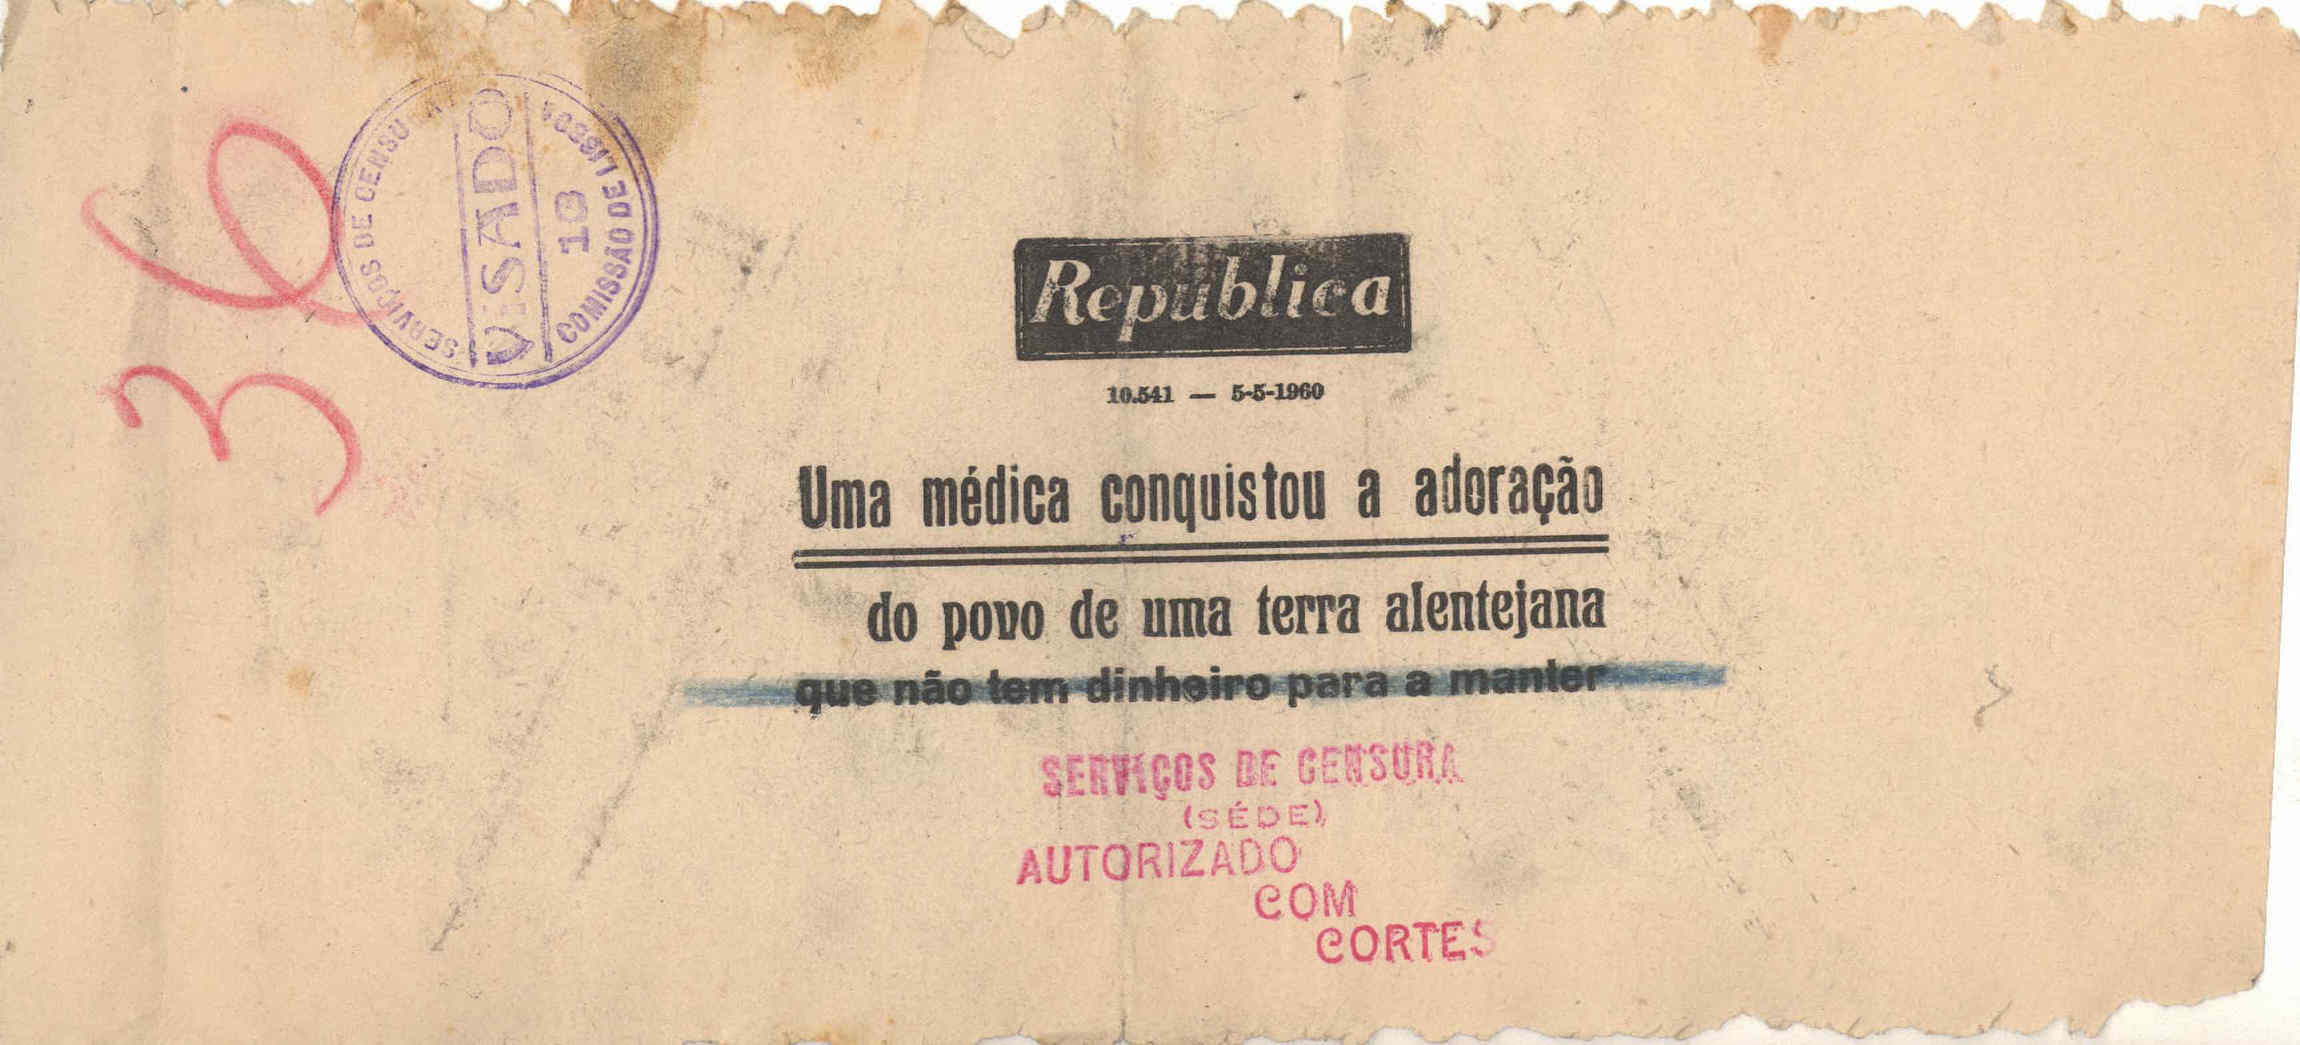 36
SERVIÇOS DE CENSURA
VISADO
18
COMISSÃO DE LISBOA
República
10.541 — 5-5-1960
Uma médica conquistou a adoração
do povo de uma terra alentejana
que não tem dinheiro para a manter
SERVIÇOS DE CENSURA
(SÉDE)
AUTORIZADO
COM
CORTES